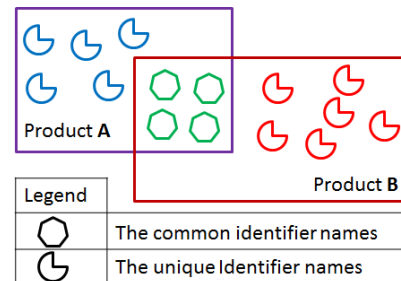 Product A
Product B
Legend
The common identifier names
The unique Identifier names